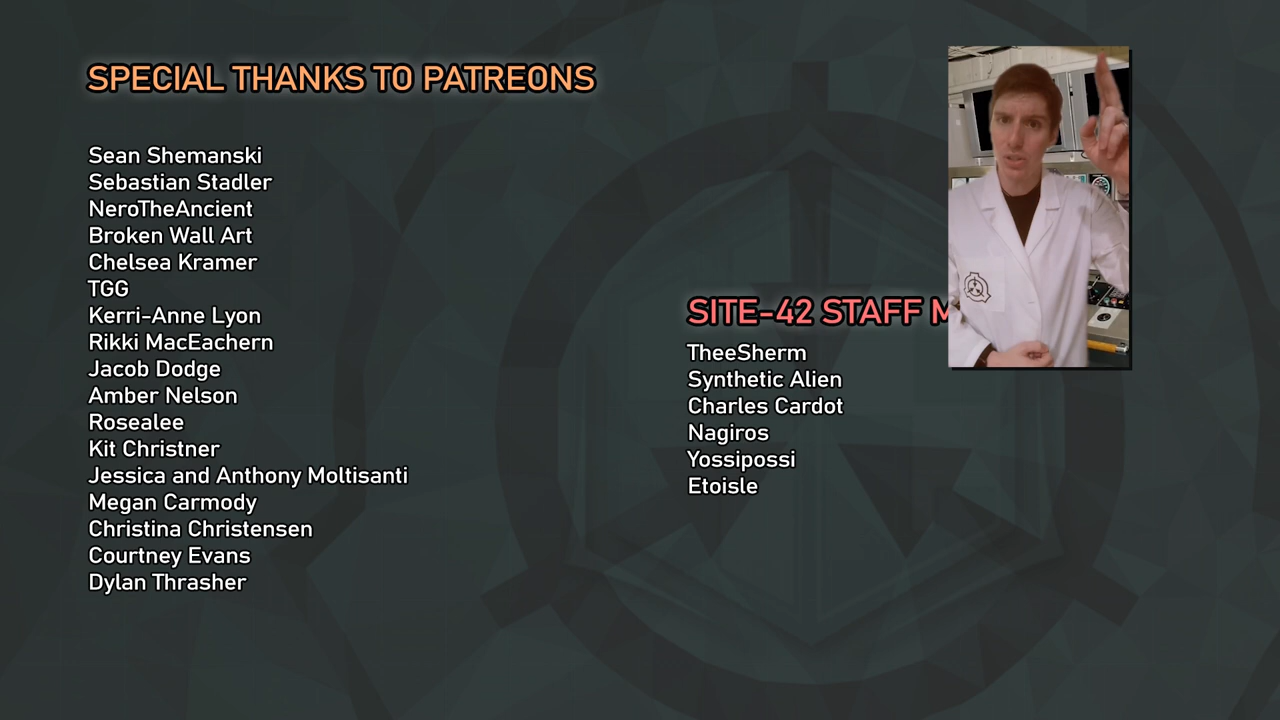 SPECIAL THANKS TO PATREONS
Sean Shemanski
Sebastian Stadler
NeroTheAncient
Broken Wall Art
Chelsea Kramer
TGG
Kerri-Anne Lyon
Rikki MacEachern
Jacob Dodge
Amber Nelson
Rosealee
Kit Christner
Jessica and Anthony Moltisanti
Megan Carmody
Christina Christensen
Courtney Evans
Dylan Thrasher
SITE-42 STAFF
TheeSherm
Synthetic Alien
Charles Cardot
Nagiros
Yossipossi
Etoisle